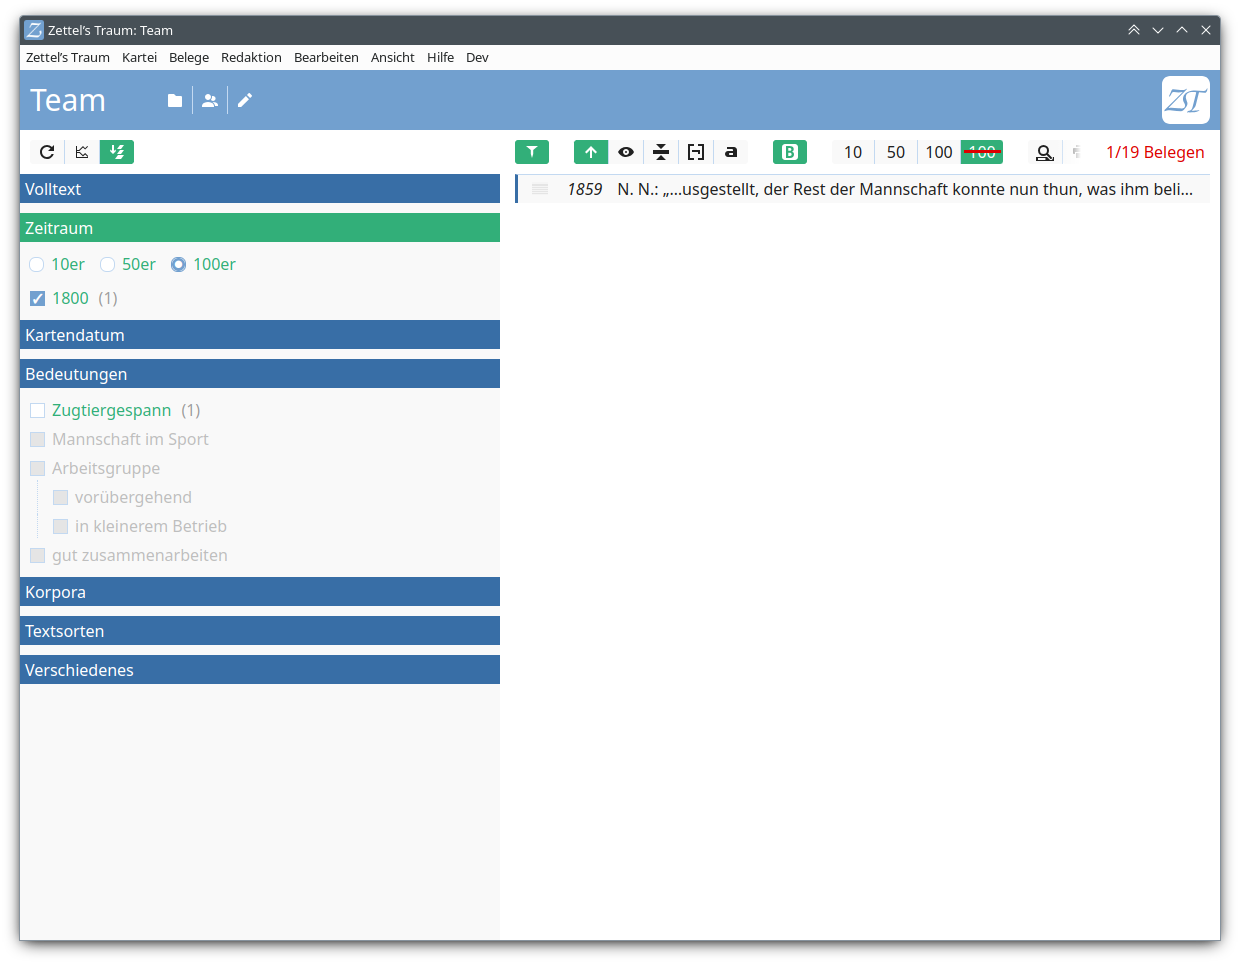 Zettel’s Traum: Team
Zettel’s Traum Kartei Belege Redaktion Bearbeiten Ansicht Hilfe Dev
Team
ZT
a B 10 50 100 100 1/19 Belegen
Volltext
1859 N. N.: „…usgestellt, der Rest der Mannschaft konnte nun thun, was ihm beli…
Zeitraum
10er 50er 100er
1800 (1)
Kartendatum
Bedeutungen
Zugtiergespann (1)
Mannschaft im Sport
Arbeitsgruppe
vorübergehend
in kleinerem Betrieb
gut zusammenarbeiten
Korpora
Textsorten
Verschiedenes